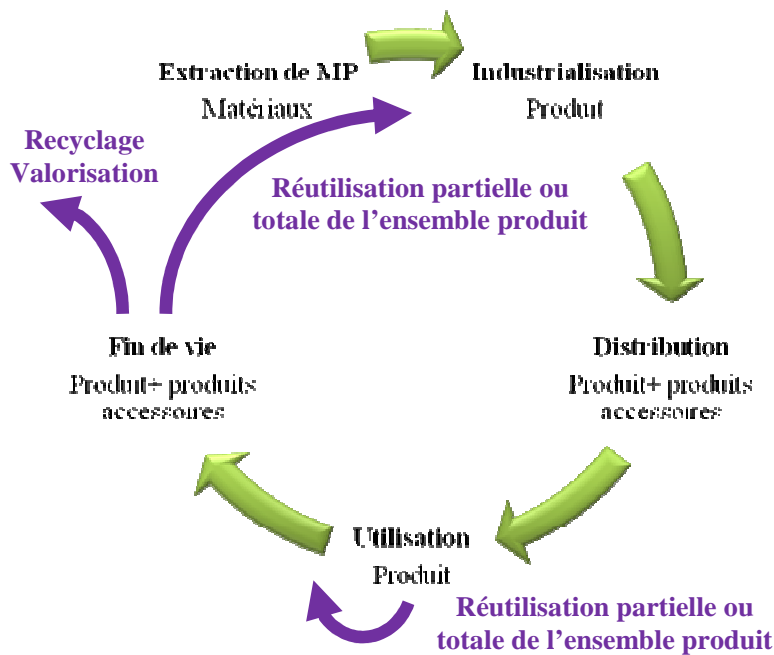 Extraction de MP
Matériaux
Industrialisation
Produit
Recyclage
Valorisation
Réutilisation partielle ou
totale de l'ensemble produit
Fin de vie
Produit+ produits
accessoires
Distribution
Produit+ produits
accessoires
Utilisation
Produit
Réutilisation partielle ou
totale de l'ensemble produit